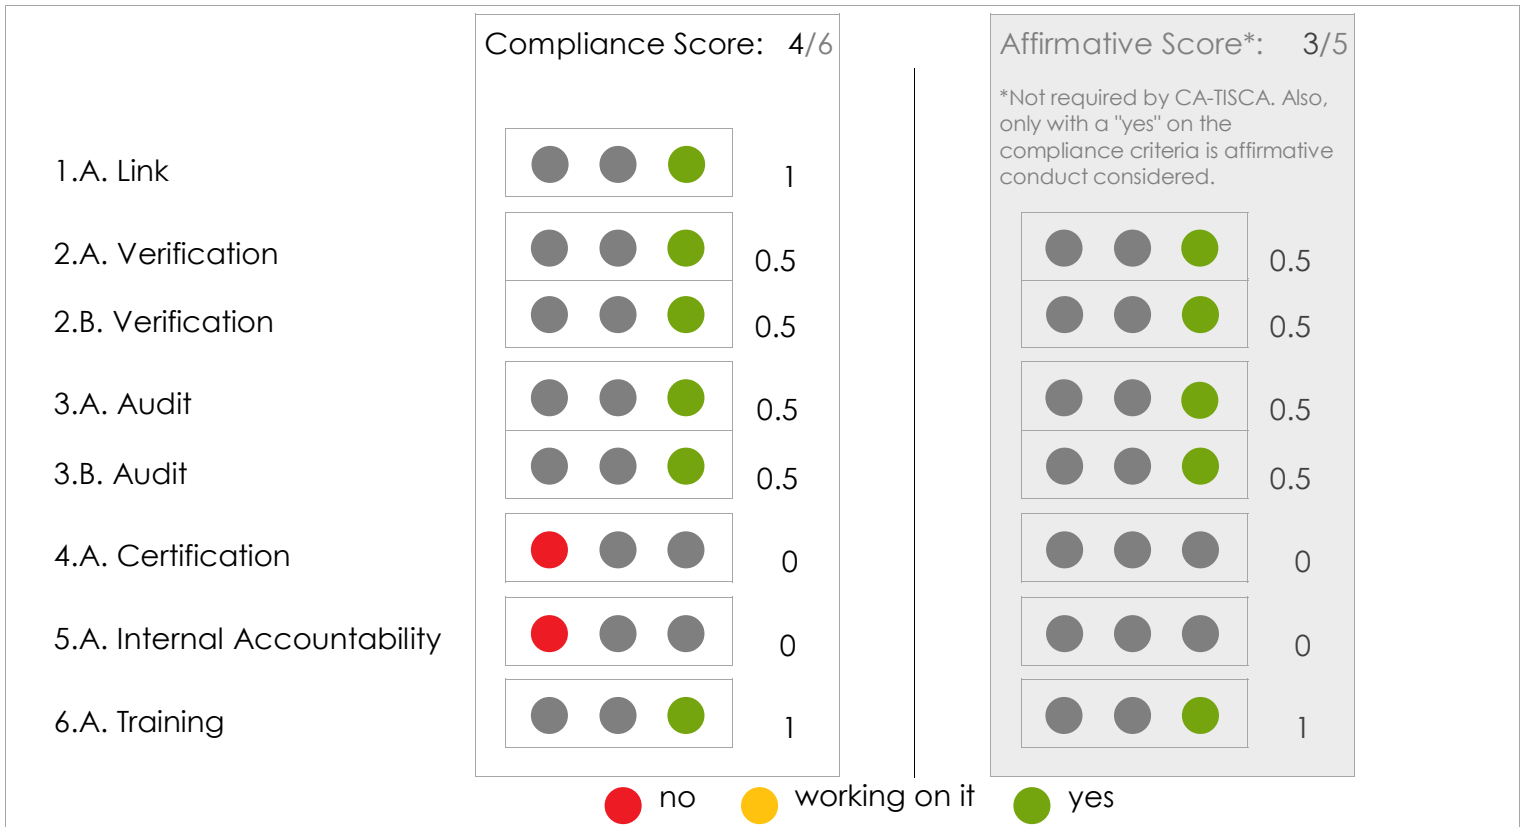 Compliance Score: 4/6
Affirmative Score*: 3/5
*Not required by CA-TISCA. Also,
only with a "yes" on the
compliance criteria is affirmative
conduct considered.
1.A. Link 1
2.A. Verification 0.5 0.5
2.B. Verification 0.5 0.5
3.A. Audit 0.5 0.5
3.B. Audit 0.5 0.5
4.A. Certification 0 0
5.A. Internal Accountability 0 0
6.A. Training 1 1
no working on it yes